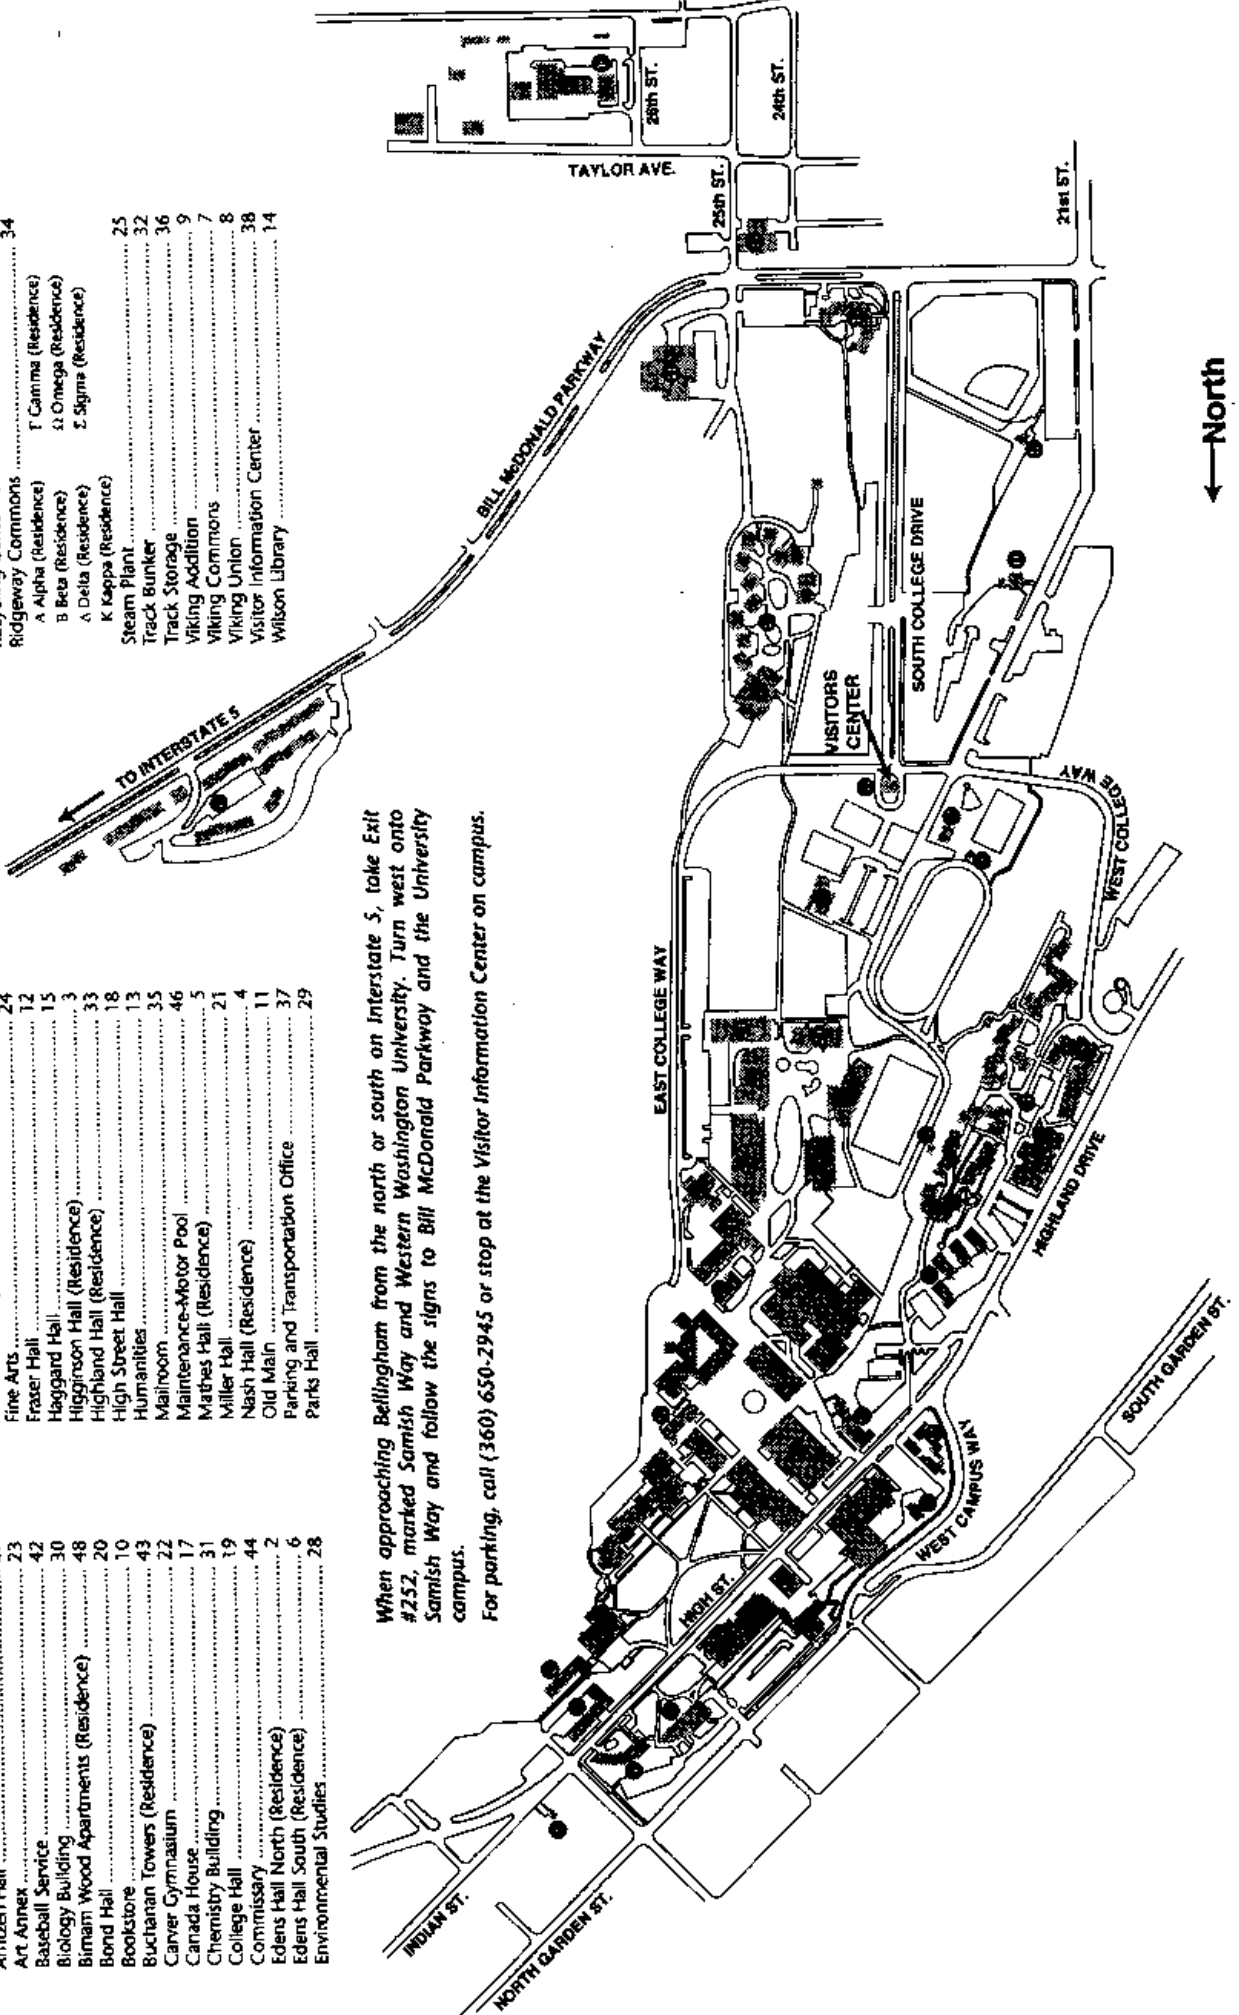 Art Annex 23
Baseball Service 42
Biology Building 30
Birnam Wood Apartments (Residence) 48
Bond Hall 20
Bookstore 10
Buchanan Towers (Residence) 43
Carver Gymnasium 22
Canada House 17
Chemistry Building 31
College Hall 19
Commissary 44
Edens Hall North (Residence) 2
Edens Hall South (Residence) 6
Environmental Studies 28
Fine Arts 24
Fraser Hall 12
Haggard Hall 15
Higginson Hall (Residence) 3
Highland Hall (Residence) 33
High Street Hall 18
Humanities 13
Mailroom 35
Maintenance-Motor Pool 46
Mathes Hall (Residence) 5
Miller Hall 21
Nash Hall (Residence) 4
Old Main 11
Parking and Transportation Office 37
Parks Hall 29
Ridgeway Commons 34
A Alpha (Residence) Γ Gamma (Residence)
B Beta (Residence) Ω Omega (Residence)
Δ Delta (Residence) Σ Sigma (Residence)
K Kappa (Residence)
Steam Plant 25
Track Bunker 32
Track Storage 36
Viking Addition 9
Viking Commons 7
Viking Union 8
Visitor Information Center 38
Wilson Library 14
When approaching Bellingham from the north or south on Interstate 5, take Exit
#252, marked Samish Way and Western Washington University. Turn west onto
Samish Way and follow the signs to Bill McDonald Parkway and the University
campus.
For parking, call (360) 650-2945 or stop at the Visitor Information Center on campus.
TO INTERSTATE 5
BILL McDONALD PARKWAY
TAYLOR AVE.
26th ST.
25th ST.
24th ST.
21st ST.
EAST COLLEGE WAY
VISITORS
CENTER
SOUTH COLLEGE DRIVE
WEST COLLEGE WAY
WEST COLLEGE WAY
HIGHLAND DRIVE
HIGH ST.
WEST CAMPUS WAY
SOUTH GARDEN ST.
INDIAN ST.
NORTH GARDEN ST.
North